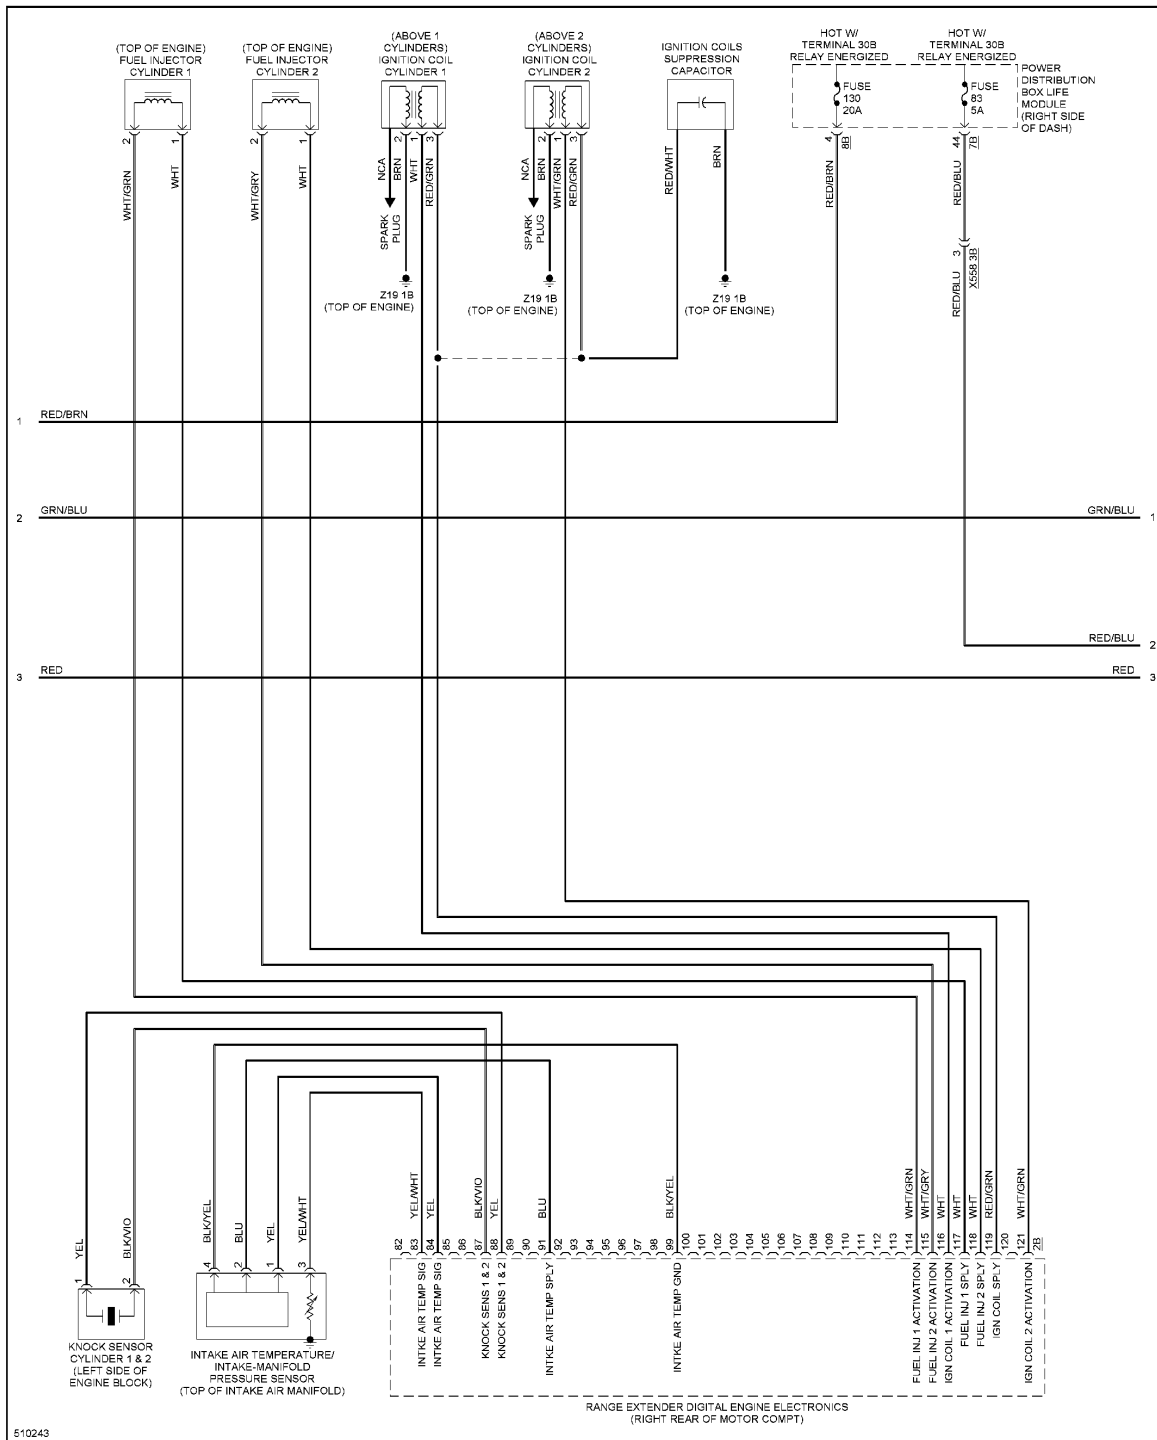 (TOP OF ENGINE)
FUEL INJECTOR
CYLINDER 1
(TOP OF ENGINE)
FUEL INJECTOR
CYLINDER 2
(ABOVE 1
CYLINDERS)
IGNITION COIL
CYLINDER 1
(ABOVE 2
CYLINDERS)
IGNITION COIL
CYLINDER 2
IGNITION COILS
SUPPRESSION
CAPACITOR
HOT W/
TERMINAL 30B
RELAY ENERGIZED
HOT W/
TERMINAL 30B
RELAY ENERGIZED
FUSE
130
20A
FUSE
83
5A
POWER
DISTRIBUTION
BOX LIFE
MODULE
(RIGHT SIDE
OF DASH)
2
1
2
1
2
1
3
2
1
3
4
8B
44
7B
WHT/GRN
WHT
WHT/GRY
WHT
NCA
BRN
WHT
RED/GRN
NCA
BRN
WHT/GRN
RED/GRN
RED/WHT
BRN
RED/BRN
RED/BLU
SPARK
PLUG
SPARK
PLUG
3
X558 3B
RED/BLU
Z19 1B
(TOP OF ENGINE)
Z19 1B
(TOP OF ENGINE)
Z19 1B
(TOP OF ENGINE)
1 RED/BRN
2 GRN/BLU
GRN/BLU 1
RED/BLU 2
3 RED
RED 3
YEL
BLK/VIO
BLK/YEL
BLU
YEL
YEL/WHT
YEL/WHT
YEL
BLK/VIO
YEL
BLU
BLK/YEL
WHT/GRN
WHT/GRY
WHT
WHT
WHT
RED/GRN
WHT/GRN
1
2
4
2
1
3
82
83
84
85
86
87
88
89
90
91
92
93
94
95
96
97
98
99
100
101
102
103
104
105
106
107
108
109
110
111
112
113
114
115
116
117
118
119
120
121
2B
INTKE AIR TEMP SIG
INTKE AIR TEMP SIG
KNOCK SENS 1 & 2
KNOCK SENS 1 & 2
INTKE AIR TEMP SPLY
INTKE AIR TEMP GND
FUEL INJ 1 ACTIVATION
FUEL INJ 2 ACTIVATION
IGN COIL 1 ACTIVATION
FUEL INJ 1 SPLY
FUEL INJ 2 SPLY
IGN COIL SPLY
IGN COIL 2 ACTIVATION
KNOCK SENSOR
CYLINDER 1 & 2
(LEFT SIDE OF
ENGINE BLOCK)
INTAKE AIR TEMPERATURE/
INTAKE-MANIFOLD
PRESSURE SENSOR
(TOP OF INTAKE AIR MANIFOLD)
RANGE EXTENDER DIGITAL ENGINE ELECTRONICS
(RIGHT REAR OF MOTOR COMPT)
510243